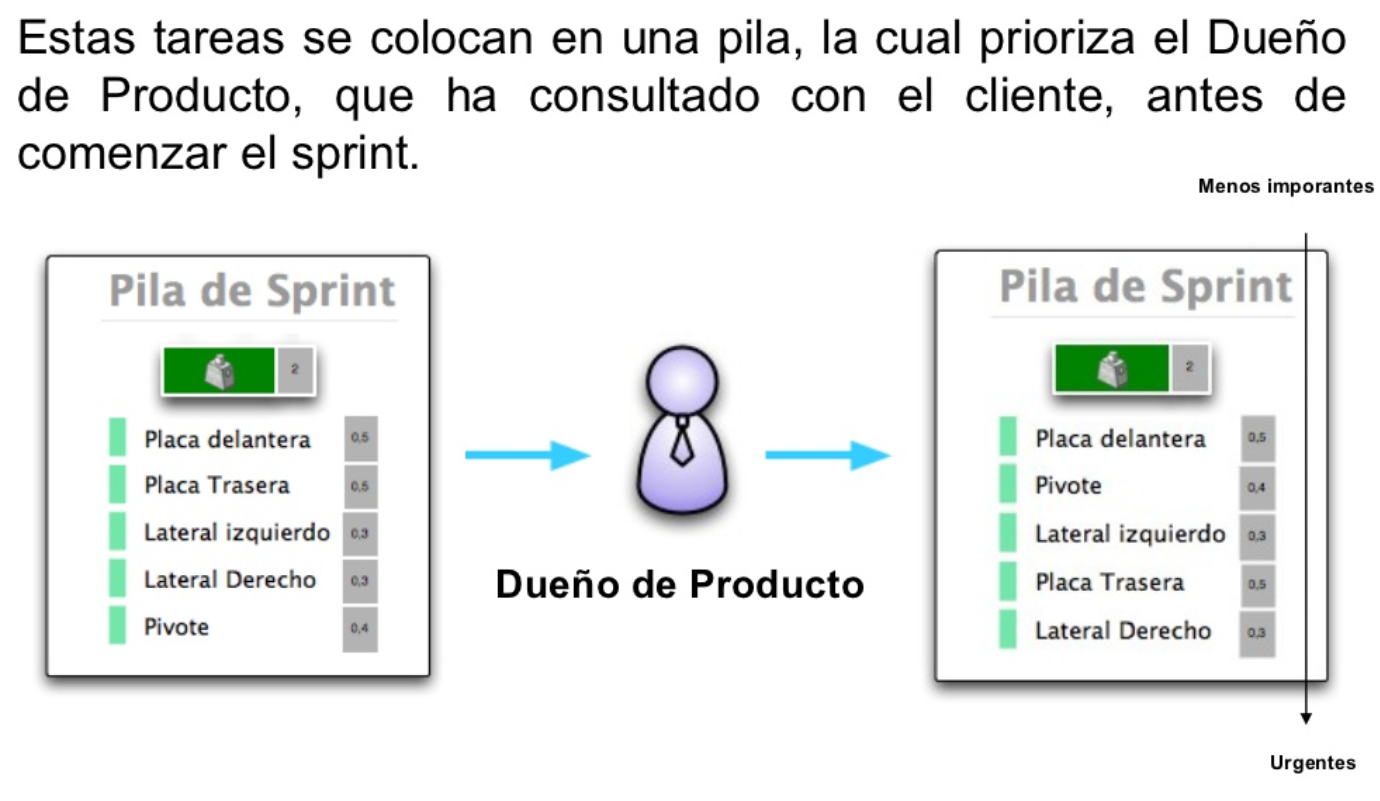 Estas tareas se colocan en una pila, la cual prioriza el Dueño
de Producto, que ha consultado con el cliente, antes de
comenzar el sprint.
Menos imporantes
Pila de Sprint
2
Placa delantera 0,5
Placa Trasera 0,5
Lateral izquierdo 0,3
Lateral Derecho 0,3
Pivote 0,4
Dueño de Producto
Pila de Sprint
2
Placa delantera 0,5
Pivote 0,4
Lateral izquierdo 0,3
Placa Trasera 0,5
Lateral Derecho 0,3
Urgentes